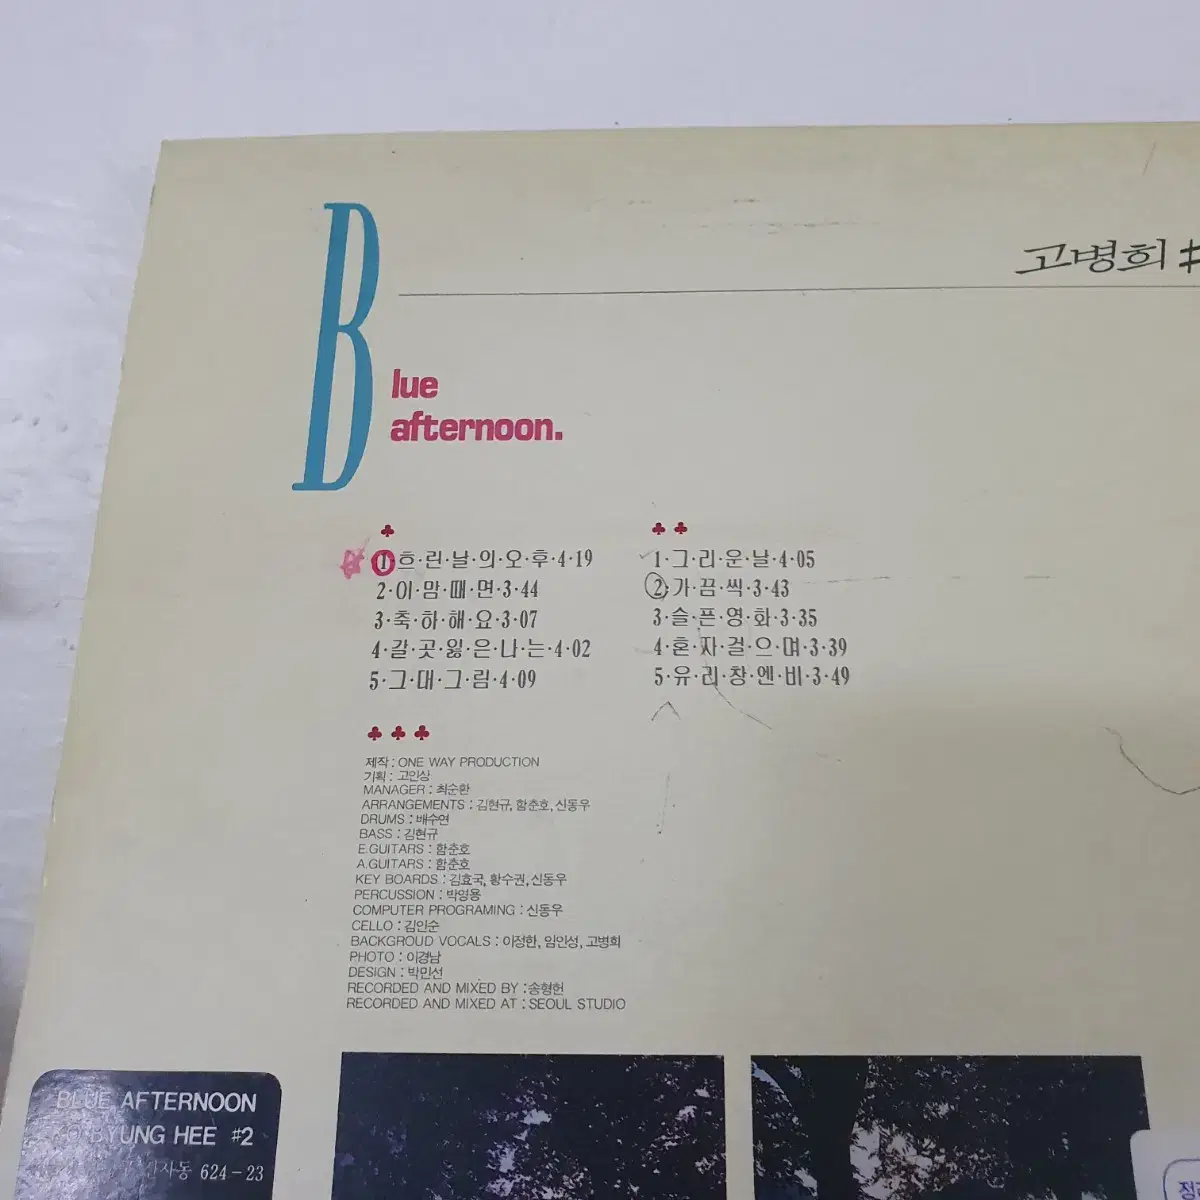 고병희 #
Blue
afternoon.
♣
1·흐·린·날·의·오·후·4·19
2·이·맘·때·면·3·44
3·축·하·해·요·3·07
4·갈·곳·잃·은·나·는·4·02
5·그·대·그·림·4·09
♣ ♣
1·그·리·운·날·4·05
2·가·끔·씩·3·43
3·슬·픈·영·화·3·35
4·혼·자·걸·으·며·3·39
5·유·리·창·엔·비·3·49
♣ ♣ ♣
제작 : ONE WAY PRODUCTION
기획 : 고인상
MANAGER : 최순환
ARRANGEMENTS : 김현규, 함춘호, 신동우
DRUMS : 배수연
BASS : 김현규
E.GUITARS : 함춘호
A.GUITARS : 함춘호
KEY BOARDS : 김효국, 황수권, 신동우
PERCUSSION : 박영용
COMPUTER PROGRAMING : 신동우
CELLO : 김인순
BACKGROUD VOCALS : 이정한, 임인성, 고병희
PHOTO : 이경남
DESIGN : 박민선
RECORDED AND MIXED BY : 송형헌
RECORDED AND MIXED AT : SEOUL STUDIO
BLUE AFTERNOON
KO BYUNG HEE #2
624-23